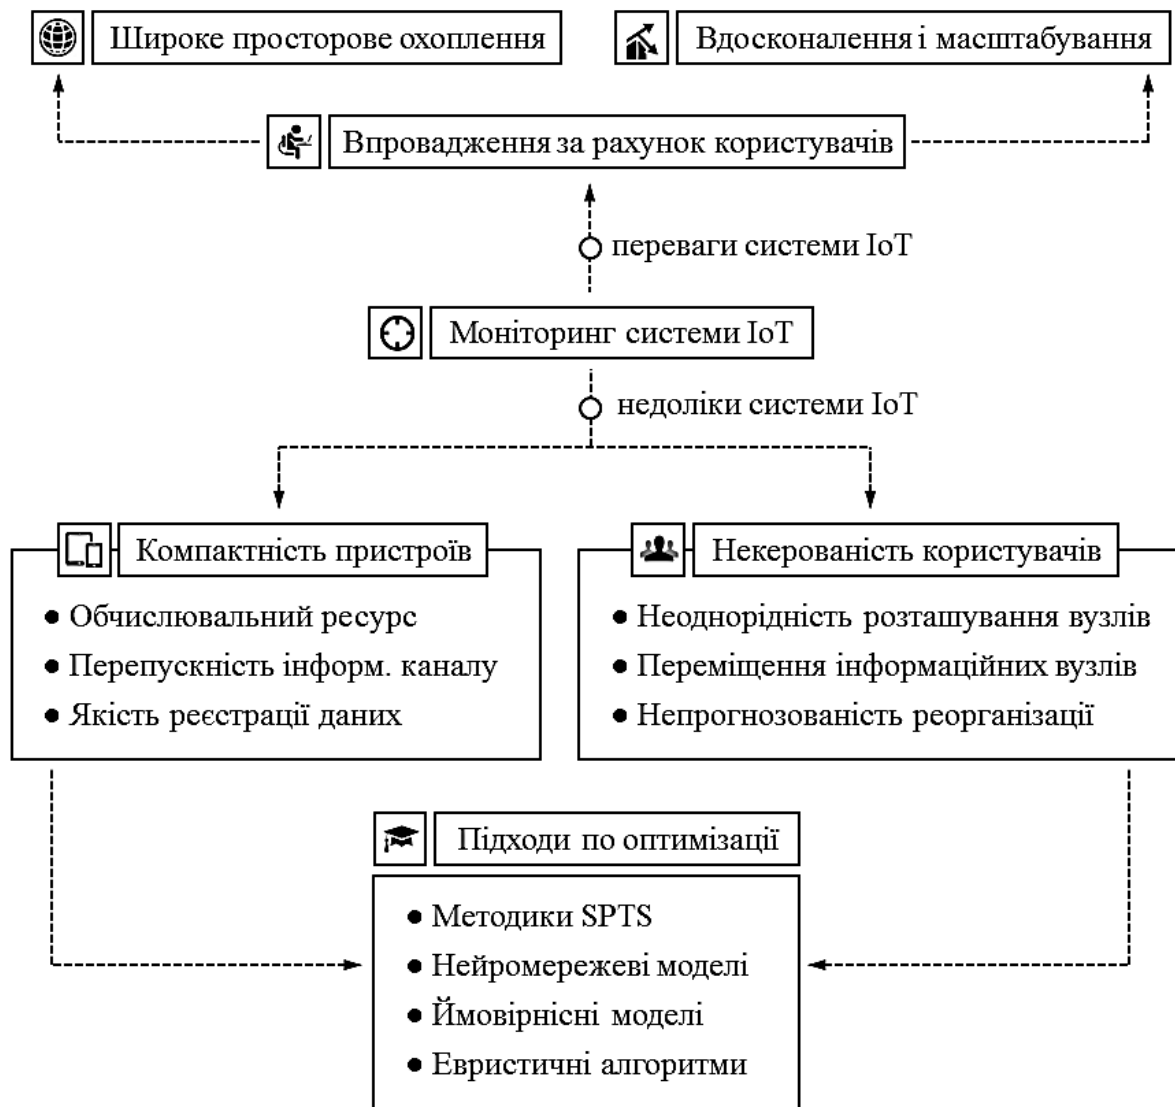 Широке просторове охоплення
Вдосконалення і масштабування
Впровадження за рахунок користувачів
переваги системи IoT
Моніторинг системи IoT
недоліки системи IoT
Компактність пристроїв
● Обчислювальний ресурс
● Перепускність інформ. каналу
● Якість реєстрації даних
Некерованість користувачів
● Неоднорідність розташування вузлів
● Переміщення інформаційних вузлів
● Непрогнозованість реорганізації
Підходи по оптимізації
● Методики SPTS
● Нейромережеві моделі
● Ймовірнісні моделі
● Евристичні алгоритми